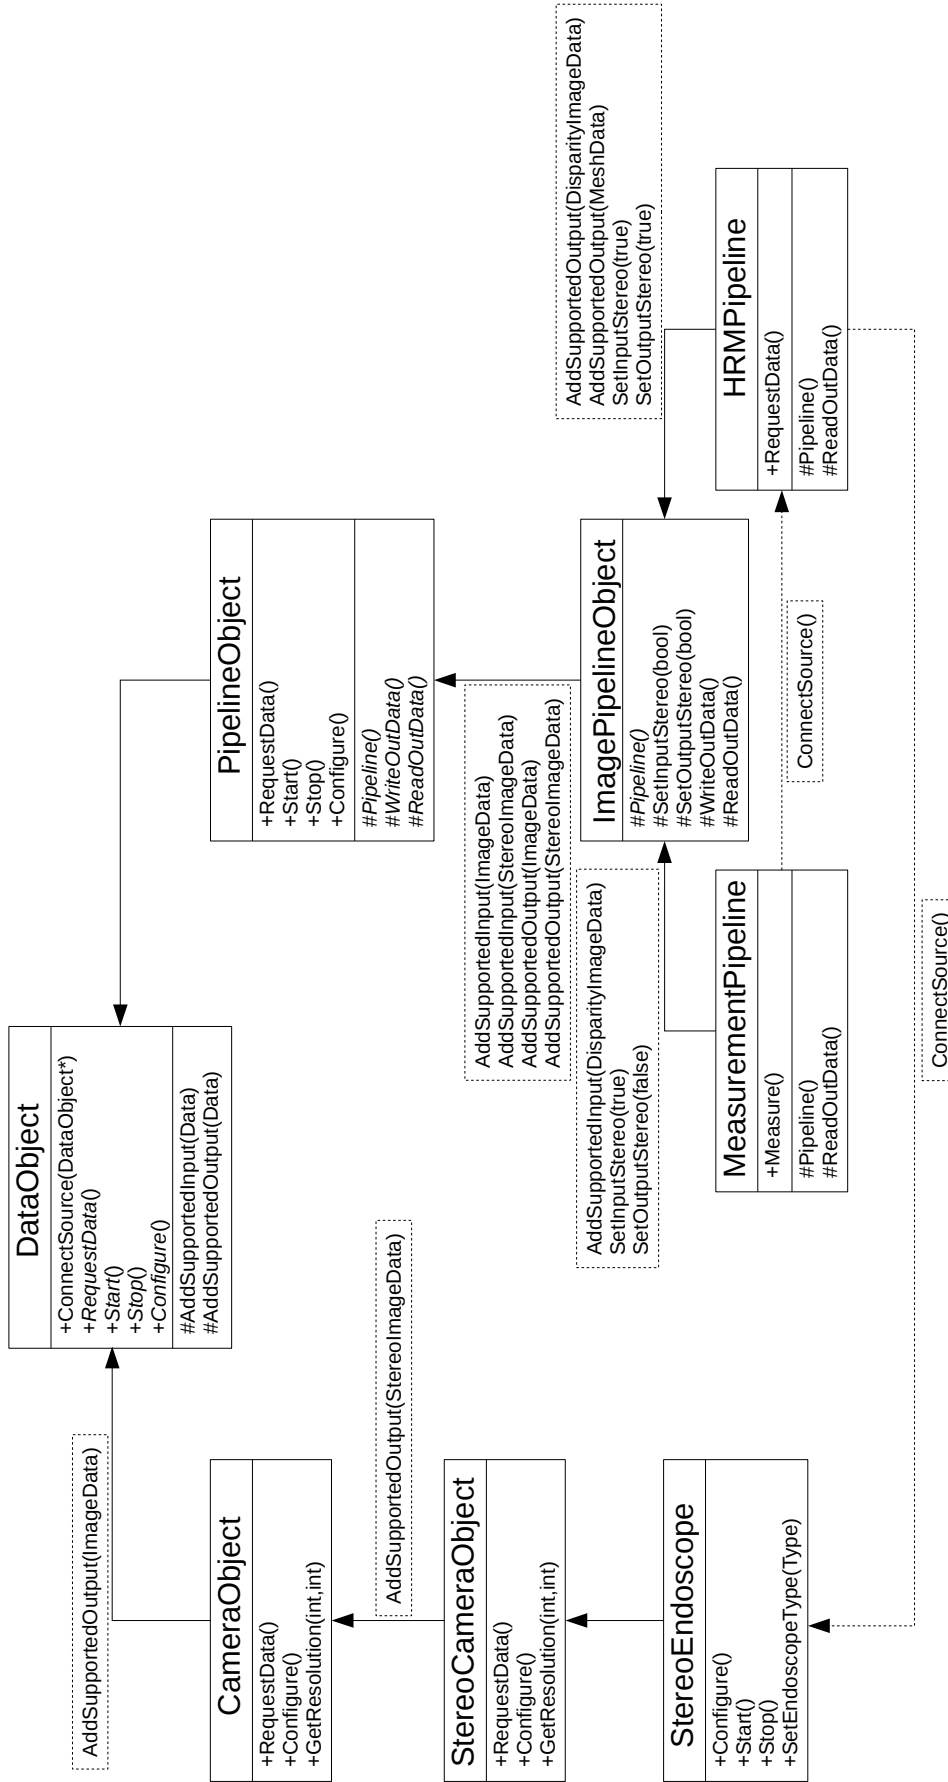 DataObject
+ConnectSource(DataObject*)
+RequestData()
+Start()
+Stop()
+Configure()
#AddSupportedInput(Data)
#AddSupportedOutput(Data)
AddSupportedOutput(ImageData)
CameraObject
+RequestData()
+Configure()
+GetResolution(int,int)
AddSupportedOutput(StereoImageData)
StereoCameraObject
+RequestData()
+Configure()
+GetResolution(int,int)
StereoEndoscope
+Configure()
+Start()
+Stop()
+SetEndoscopeType(Type)
PipelineObject
+RequestData()
+Start()
+Stop()
+Configure()
#Pipeline()
#WriteOutData()
#ReadOutData()
AddSupportedInput(ImageData)
AddSupportedInput(StereoImageData)
AddSupportedOutput(ImageData)
AddSupportedOutput(StereoImageData)
ImagePipelineObject
#Pipeline()
#SetInputStereo(bool)
#SetOutputStereo(bool)
#WriteOutData()
#ReadOutData()
AddSupportedInput(DisparityImageData)
SetInputStereo(true)
SetOutputStereo(false)
MeasurementPipeline
+Measure()
#Pipeline()
#ReadOutData()
AddSupportedOutput(DisparityImageData)
AddSupportedOutput(MeshData)
SetInputStereo(true)
SetOutputStereo(true)
HRMPipeline
+RequestData()
#Pipeline()
#ReadOutData()
ConnectSource()
ConnectSource()